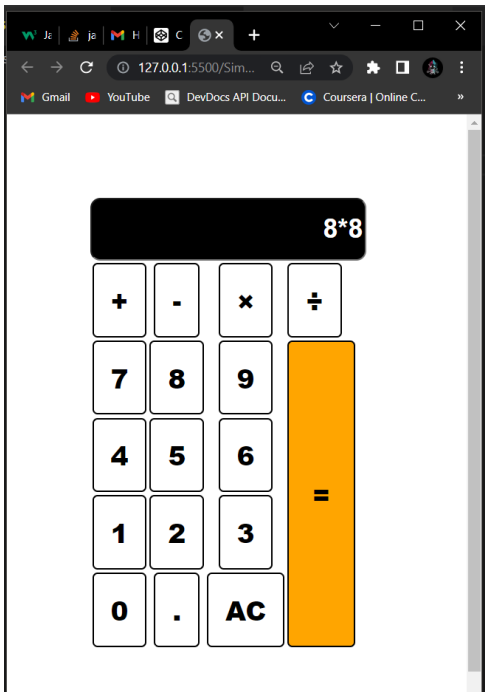 Ja ja M H C
127.0.0.1:5500/Sim...
Gmail YouTube DevDocs API Docu... Coursera | Online C... »
8*8
+ - × ÷
7 8 9
4 5 6 =
1 2 3
0 . AC